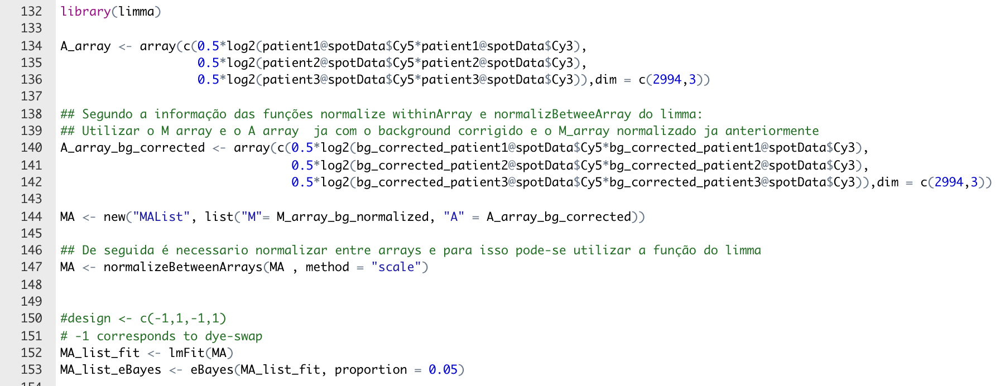 132 library(limma)
133
134 A_array <- array(c(0.5*log2(patient1@spotData$Cy5*patient1@spotData$Cy3),
135 0.5*log2(patient2@spotData$Cy5*patient2@spotData$Cy3),
136 0.5*log2(patient3@spotData$Cy5*patient3@spotData$Cy3)),dim = c(2994,3))
137
138 ## Segundo a informação das funções normalize withinArray e normalizBetweeArray do limma:
139 ## Utilizar o M array e o A array  ja com o background corrigido e o M_array normalizado ja anteriormente
140 A_array_bg_corrected <- array(c(0.5*log2(bg_corrected_patient1@spotData$Cy5*bg_corrected_patient1@spotData$Cy3),
141 0.5*log2(bg_corrected_patient2@spotData$Cy5*bg_corrected_patient2@spotData$Cy3),
142 0.5*log2(bg_corrected_patient3@spotData$Cy5*bg_corrected_patient3@spotData$Cy3)),dim = c(2994,3))
143
144 MA <- new("MAList", list("M"= M_array_bg_normalized, "A" = A_array_bg_corrected))
145
146 ## De seguida é necessario normalizar entre arrays e para isso pode-se utilizar a função do limma
147 MA <- normalizeBetweenArrays(MA , method = "scale")
148
149
150 #design <- c(-1,1,-1,1)
151 # -1 corresponds to dye-swap
152 MA_list_fit <- lmFit(MA)
153 MA_list_eBayes <- eBayes(MA_list_fit, proportion = 0.05)